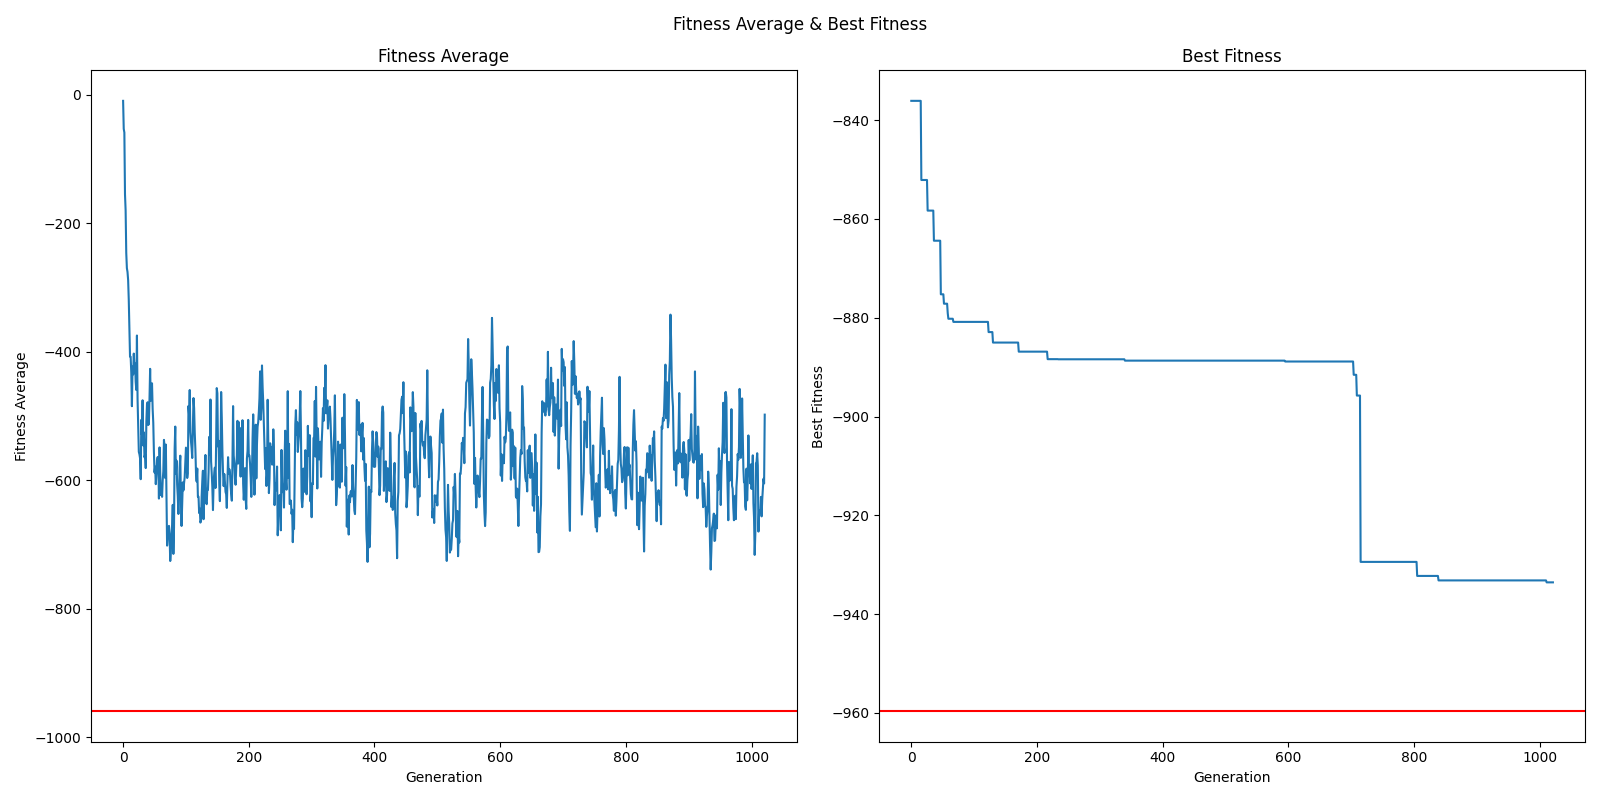 Fitness Average & Best Fitness
Fitness Average
0
−200
−400
−600
−800
−1000
Fitness Average
0 200 400 600 800 1000
Generation
Best Fitness
−840
−860
−880
−900
−920
−940
−960
Best Fitness
0 200 400 600 800 1000
Generation